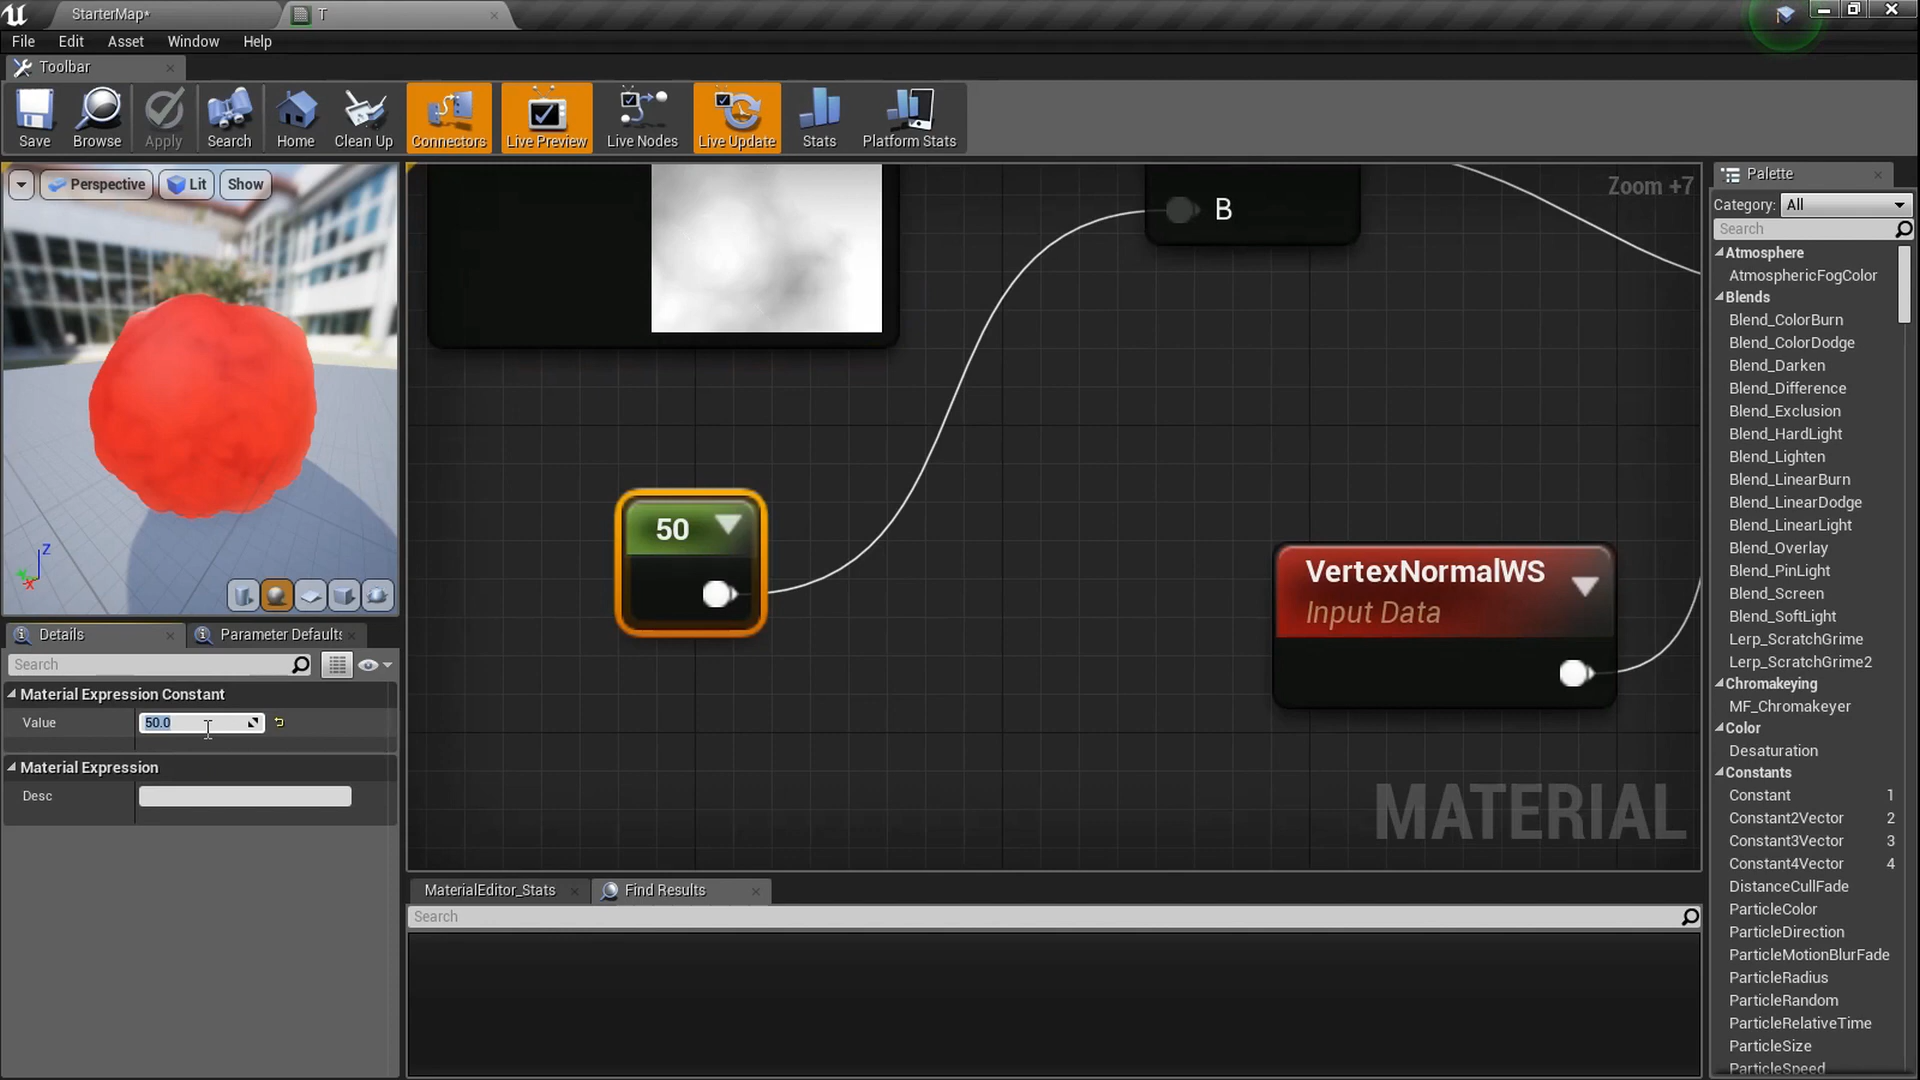 StarterMap*
T
File Edit Asset Window Help
Toolbar
Save Browse Apply Search Home Clean Up Connectors Live Preview Live Nodes Live Update Stats Platform Stats
Perspective Lit Show
Z
X
Details
Parameter Defaults
Search
Material Expression Constant
Value 50.0
Material Expression
Desc
Zoom +7
B
50
VertexNormalWS
Input Data
MATERIAL
MaterialEditor_Stats
Find Results
Search
Palette
Category: All
Search
Atmosphere
AtmosphericFogColor
Blends
Blend_ColorBurn
Blend_ColorDodge
Blend_Darken
Blend_Difference
Blend_Exclusion
Blend_HardLight
Blend_Lighten
Blend_LinearBurn
Blend_LinearDodge
Blend_LinearLight
Blend_Overlay
Blend_PinLight
Blend_Screen
Blend_SoftLight
Lerp_ScratchGrime
Lerp_ScratchGrime2
Chromakeying
MF_Chromakeyer
Color
Desaturation
Constants
Constant 1
Constant2Vector 2
Constant3Vector 3
Constant4Vector 4
DistanceCullFade
ParticleColor
ParticleDirection
ParticleMotionBlurFade
ParticleRadius
ParticleRandom
ParticleRelativeTime
ParticleSize
ParticleSpeed